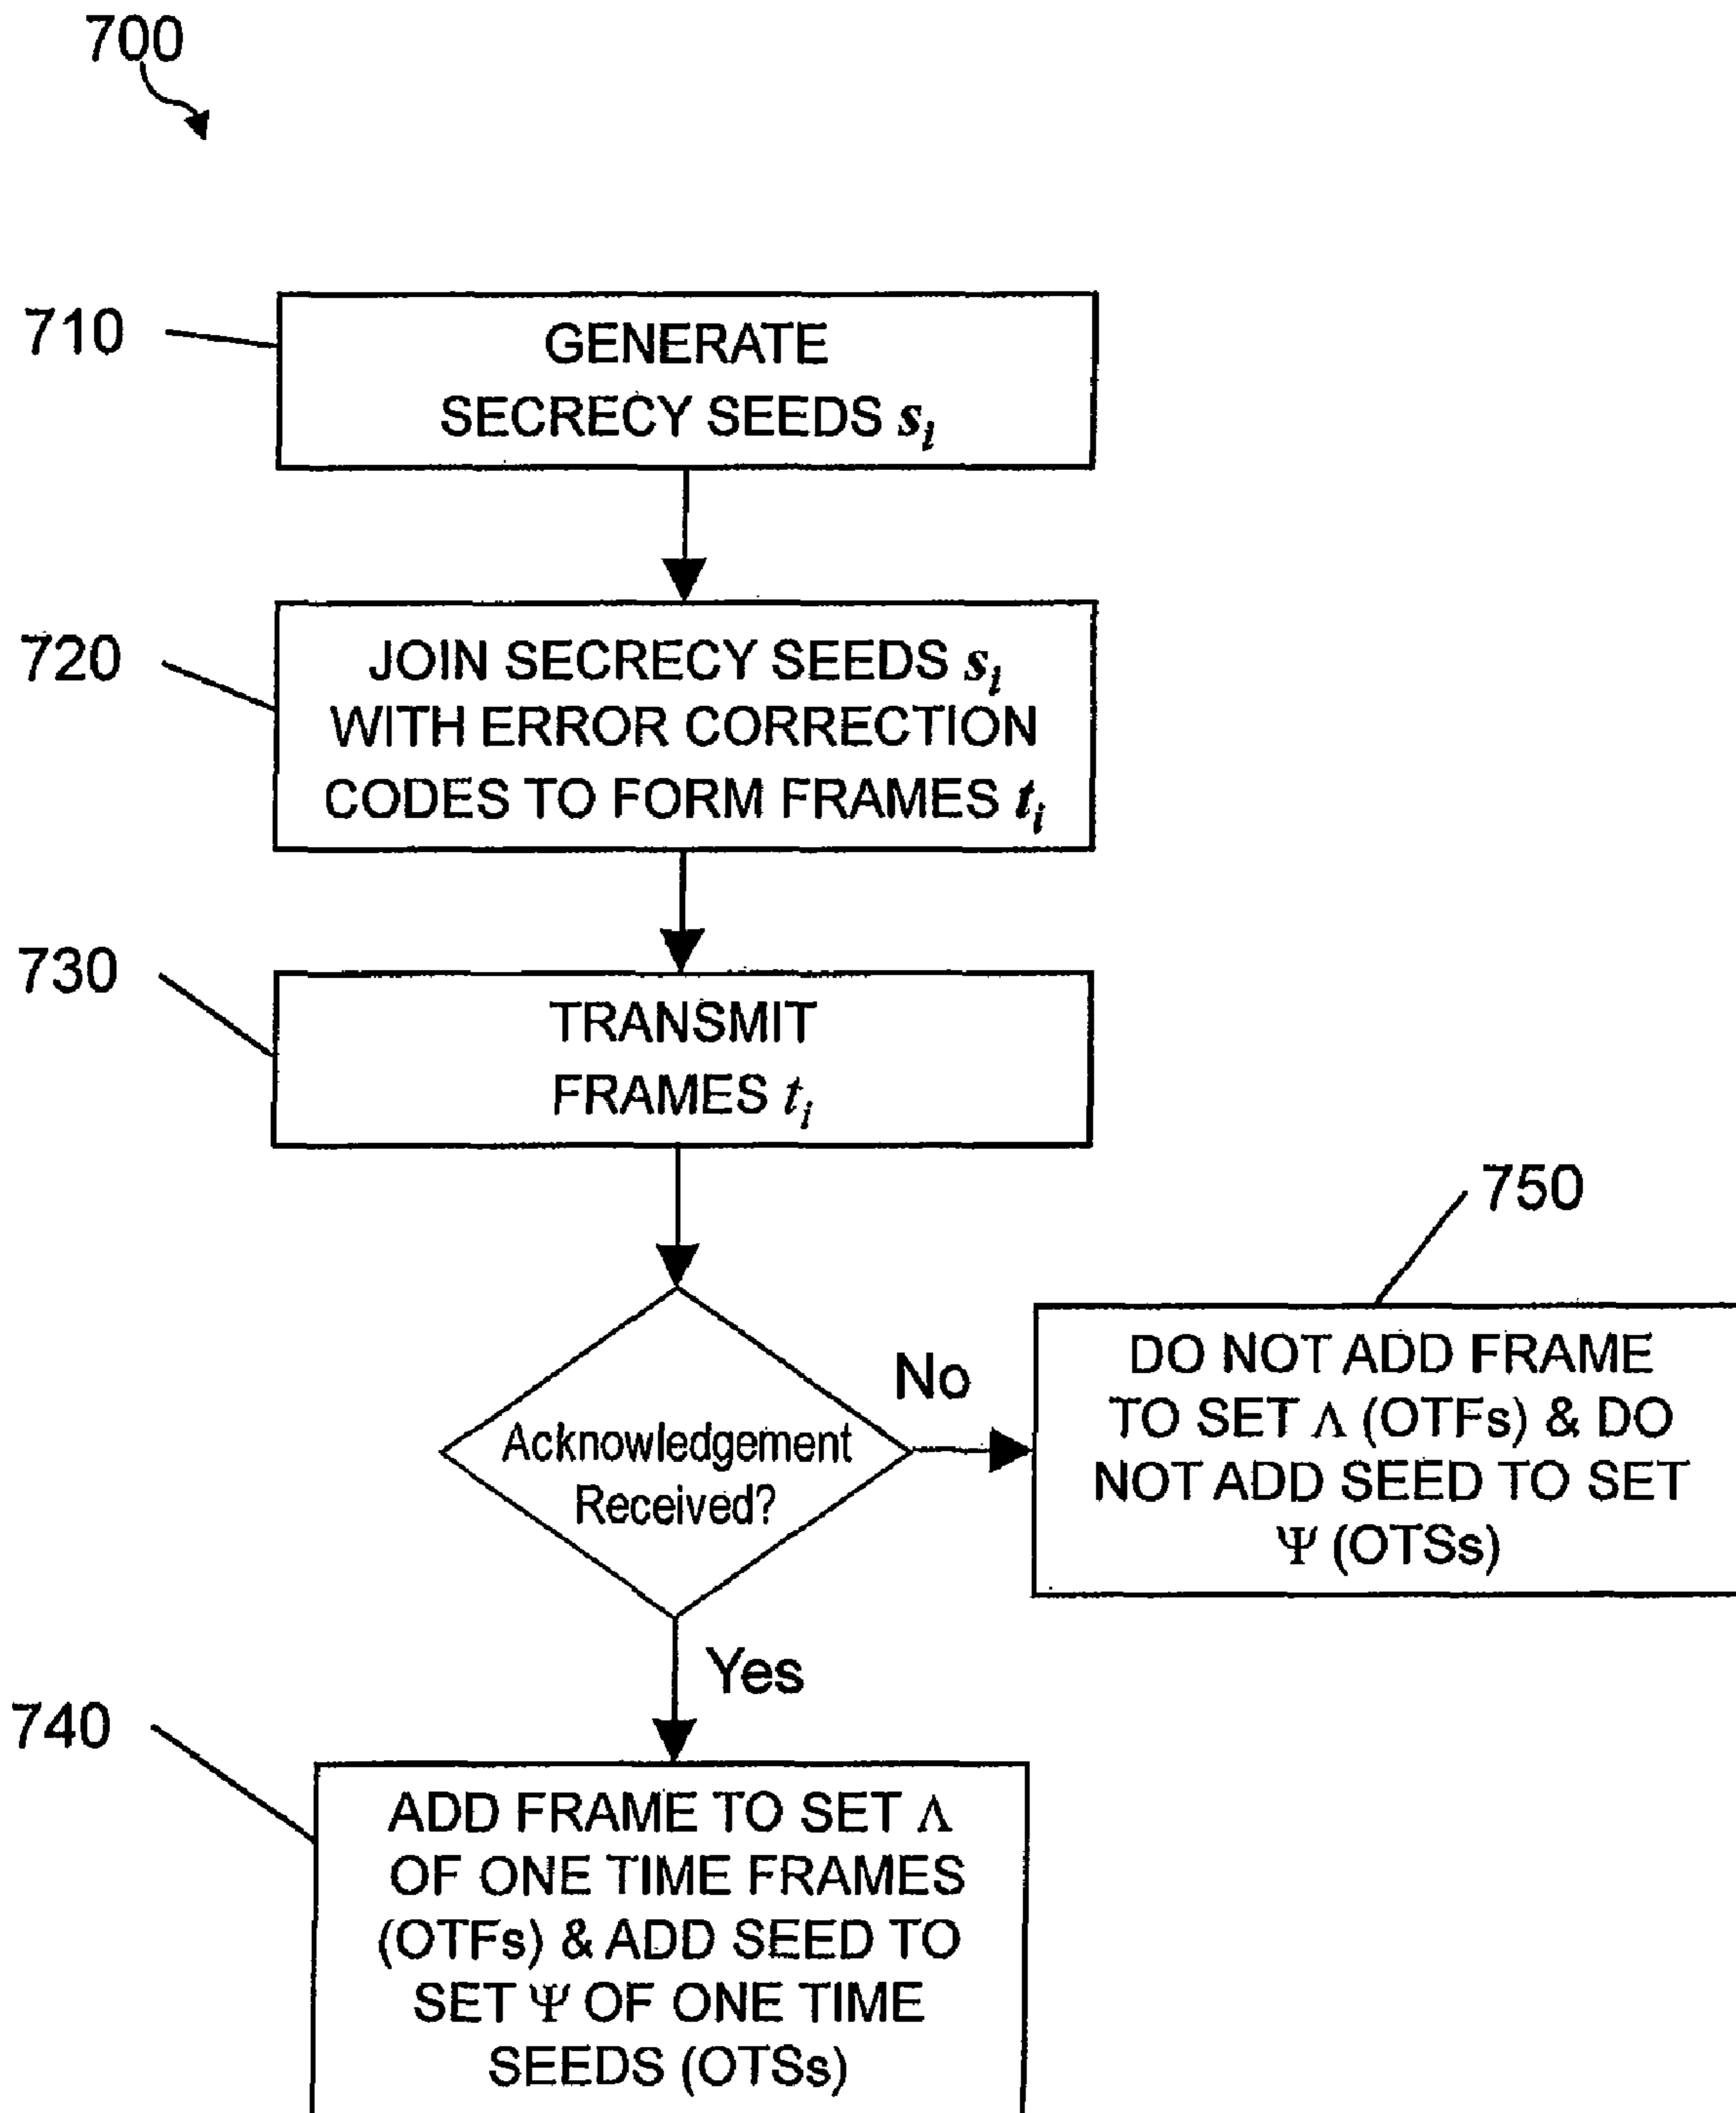 700
710
GENERATE
SECRECY SEEDS s_i
720
JOIN SECRECY SEEDS s_i
WITH ERROR CORRECTION
CODES TO FORM FRAMES t_i
730
TRANSMIT
FRAMES t_i
750
No
DO NOT ADD FRAME
TO SET Λ (OTFs) & DO
NOT ADD SEED TO SET
Ψ (OTSs)
Acknowledgement
Received?
Yes
740
ADD FRAME TO SET Λ
OF ONE TIME FRAMES
(OTFs) & ADD SEED TO
SET Ψ OF ONE TIME
SEEDS (OTSs)